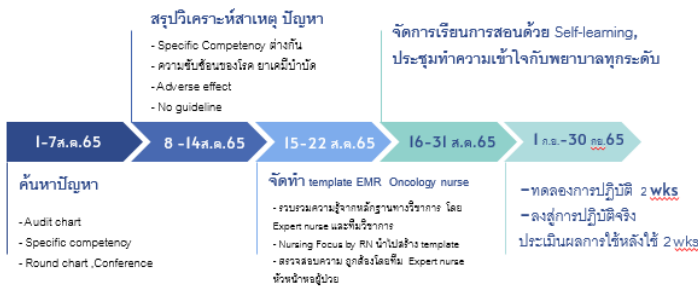 สรุปวิเคราะห์สาเหตุ ปัญหา
- Specific Competency ต่างกัน
- ความซับซ้อนของโรค ยาเคมีบำบัด
- Adverse effect
- No guideline
จัดการเรียนการสอนด้วย Self-learning,
ประชุมทำความเข้าใจกับพยาบาลทุกระดับ
1-7ส.ค.65
8 -14ส.ค.65
15-22 ส.ค.65
16-31 ส.ค.65
1 ก.ย.-30 กย.65
ค้นหาปัญหา
- Audit chart
- Specific competency
- Round chart ,Conference
จัดทำ template EMR Oncology nurse
- รวบรวมความรู้จากหลักฐานทางวิชาการ โดย
Expert nurse และทีมวิชาการ
- Nursing Focus by RN นำไปสร้าง template
- ตรวจสอบความ ถูกต้องโดยทีม Expert nurse
หัวหน้าหอผู้ป่วย
-ทดลองการปฏิบัติ 2 wks
-ลงสู่การปฏิบัติจริง
ประเมินผลการใช้หลังใช้ 2 wks